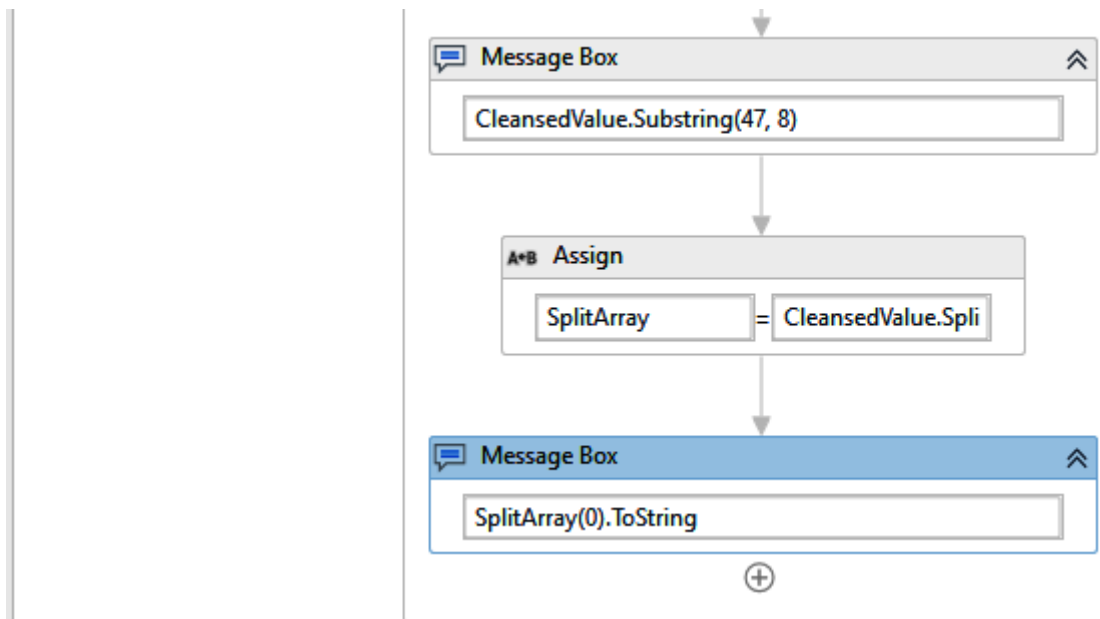 Message Box
CleansedValue.Substring(47, 8)
A+B Assign
SplitArray = CleansedValue.Spli
Message Box
SplitArray(0).ToString